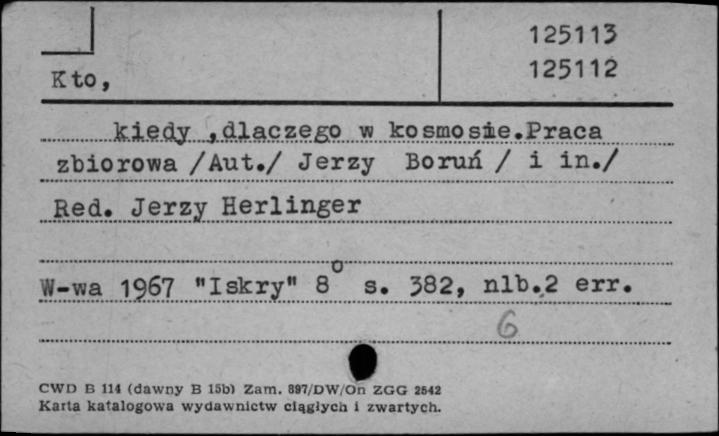 125113
125112
Kto,
kiedy ,dlaczego w kosmosie.Praca
zbiorowa /Aut./ Jerzy Boruń / i in./
Red. Jerzy Herlinger
W-wa 1967 "Iskry" 8° s. 382, nlb.2 err.
6
CWD B 114 (dawny B 15b) Zam. 897/DW/On ZGG 2542
Karta katalogowa wydawnictw ciągłych i zwartych.